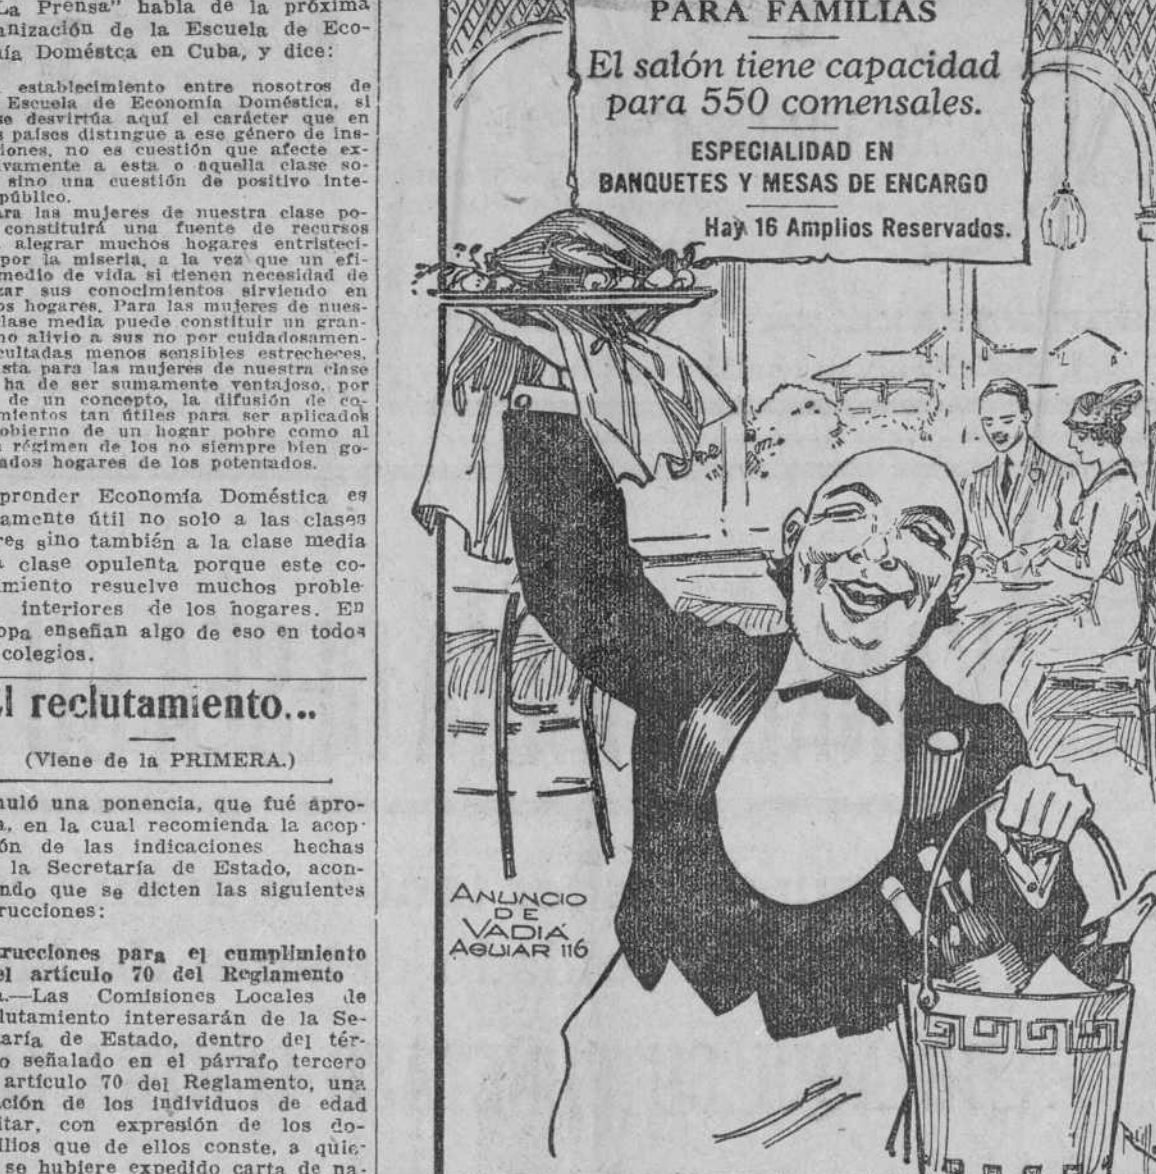 La Prensa" habla de la próxima
anización de la Escuela de Eco-
ía Doméstca en Cuba, y dice:
establecimiento entre nosotros de
Escuela de Economía Doméstica, si
se desvirtúa aquí el carácter que en
s países distingue a ese género de ins-
iones, no es cuestión que afecte ex-
vamente a esta o aquella clase so-
sino una cuestión de positivo inte-
público.
ara las mujeres de nuestra clase po-
constituirá una fuente de recursos
alegrar muchos hogares entristeci-
por la miseria, a la vez que un efi-
medio de vida si tienen necesidad de
zar sus conocimientos sirviendo en
os hogares. Para las mujeres de nues-
clase media puede constituir un gran-
mo alivio a sus no por cuidadosamen-
cultadas menos sensibles estrecheces.
sta para las mujeres de nuestra clase
ha de ser sumamente ventajoso, por
de un concepto, la difusión de co-
mientos tan útiles para ser aplicados
obierno de un hogar pobre como al
régimen de los no siempre bien go-
ados hogares de los potentados.
prender Economía Doméstica es
amente útil no solo a las clases
res sino también a la clase media
a clase opulenta porque este co-
imiento resuelve muchos proble-
interiores de los hogares. En
opa enseñan algo de eso en todos
colegios.
El reclutamiento...
(Viene de la PRIMERA.)
muló una ponencia, que fué apro-
a, en la cual recomienda la acop-
ón de las indicaciones hechas
la Secretaría de Estado, acon-
ndo que se dicten las siguientes
rucciones:
rucciones para el cumplimiento
el artículo 70 del Reglamento
a.—Las Comisiones Locales de
lutamiento interesarán de la Se-
taría de Estado, dentro del tér-
o señalado en el párrafo tercero
artículo 70 del Reglamento, una
ción de los individuos de edad
itar, con expresión de los do-
ilios que de ellos conste, a quie-
se hubiere expedido carta de na-
PARA FAMILIAS
El salón tiene capacidad
para 550 comensales.
ESPECIALIDAD EN
BANQUETES Y MESAS DE ENCARGO
Hay 16 Amplios Reservados.
ANUNCIO
DE
VADIA
AGUIAR 116